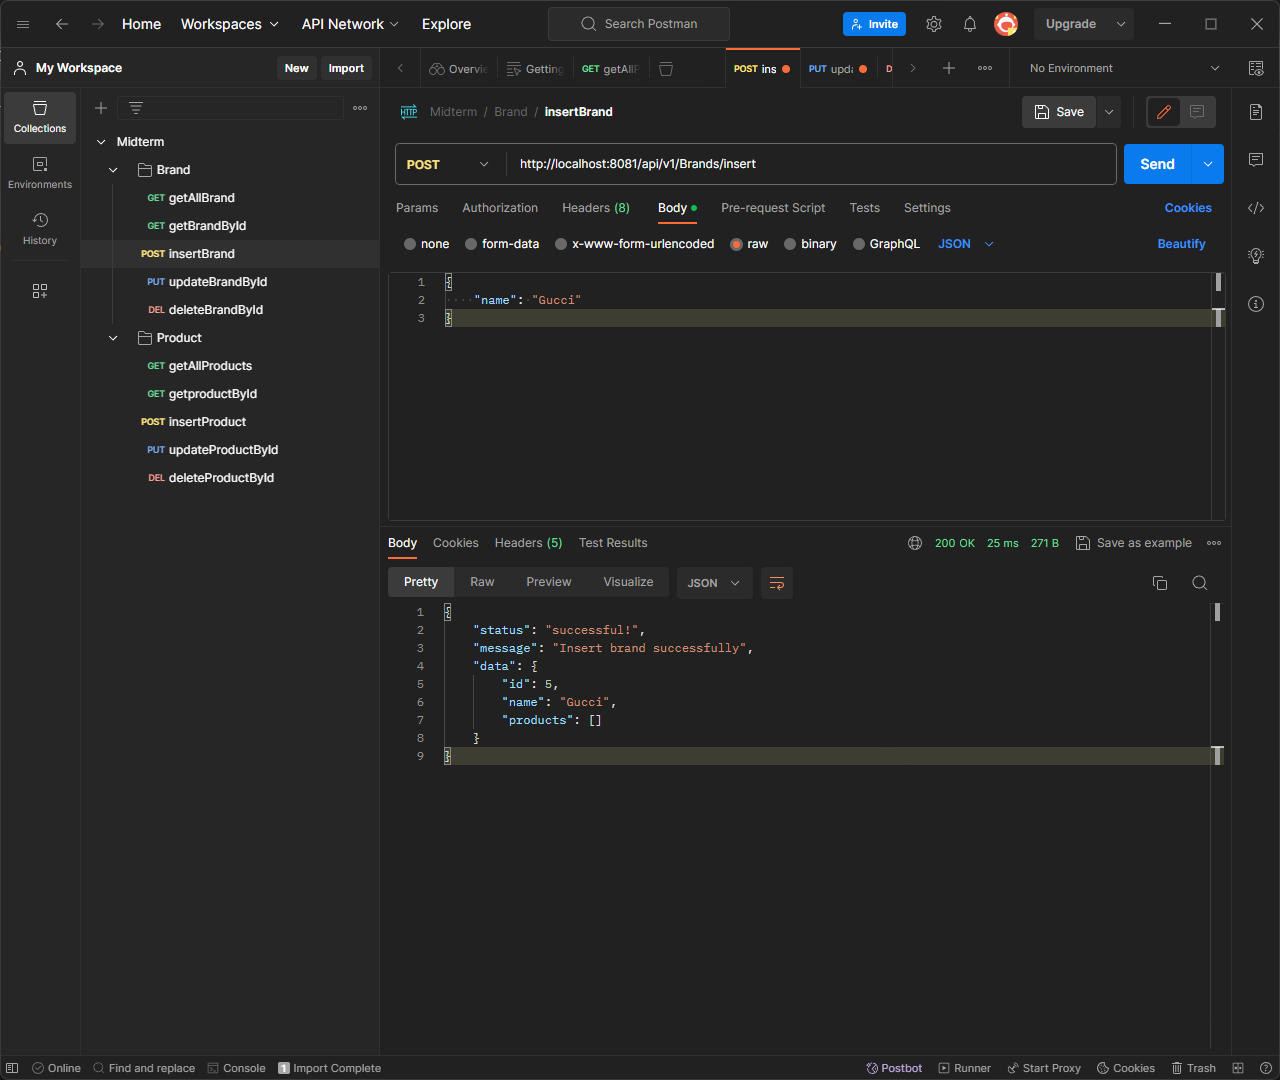 Home Workspaces API Network Explore Search Postman Invite Upgrade
My Workspace New Import Overvi Getting GET getAllP POST ins PUT upda D No Environment
Collections
Environments
History
Midterm
Brand
GET getAllBrand
GET getBrandById
POST insertBrand
PUT updateBrandById
DEL deleteBrandById
Product
GET getAllProducts
GET getproductById
POST insertProduct
PUT updateProductById
DEL deleteProductById
HTTP Midterm / Brand / insertBrand Save
POST http://localhost:8081/api/v1/Brands/insert Send
Params Authorization Headers (8) Body Pre-request Script Tests Settings Cookies
none form-data x-www-form-urlencoded raw binary GraphQL JSON Beautify
1 {
2 ····"name":·"Gucci"
3 }
Body Cookies Headers (5) Test Results 200 OK 25 ms 271 B Save as example
Pretty Raw Preview Visualize JSON
1 {
2 "status": "successful!",
3 "message": "Insert brand successfully",
4 "data": {
5 "id": 5,
6 "name": "Gucci",
7 "products": []
8 }
9 }
Online Find and replace Console 1 Import Complete Postbot Runner Start Proxy Cookies Trash